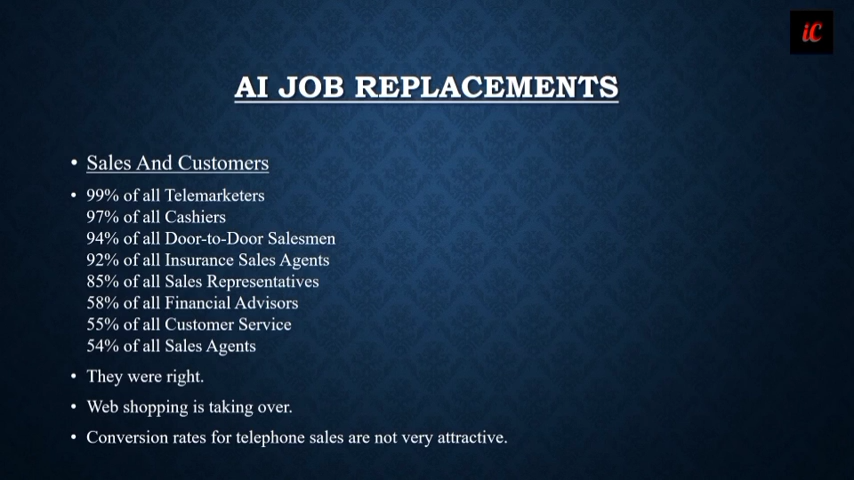 iC
AI JOB REPLACEMENTS
• Sales And Customers
• 99% of all Telemarketers
97% of all Cashiers
94% of all Door-to-Door Salesmen
92% of all Insurance Sales Agents
85% of all Sales Representatives
58% of all Financial Advisors
55% of all Customer Service
54% of all Sales Agents
• They were right.
• Web shopping is taking over.
• Conversion rates for telephone sales are not very attractive.